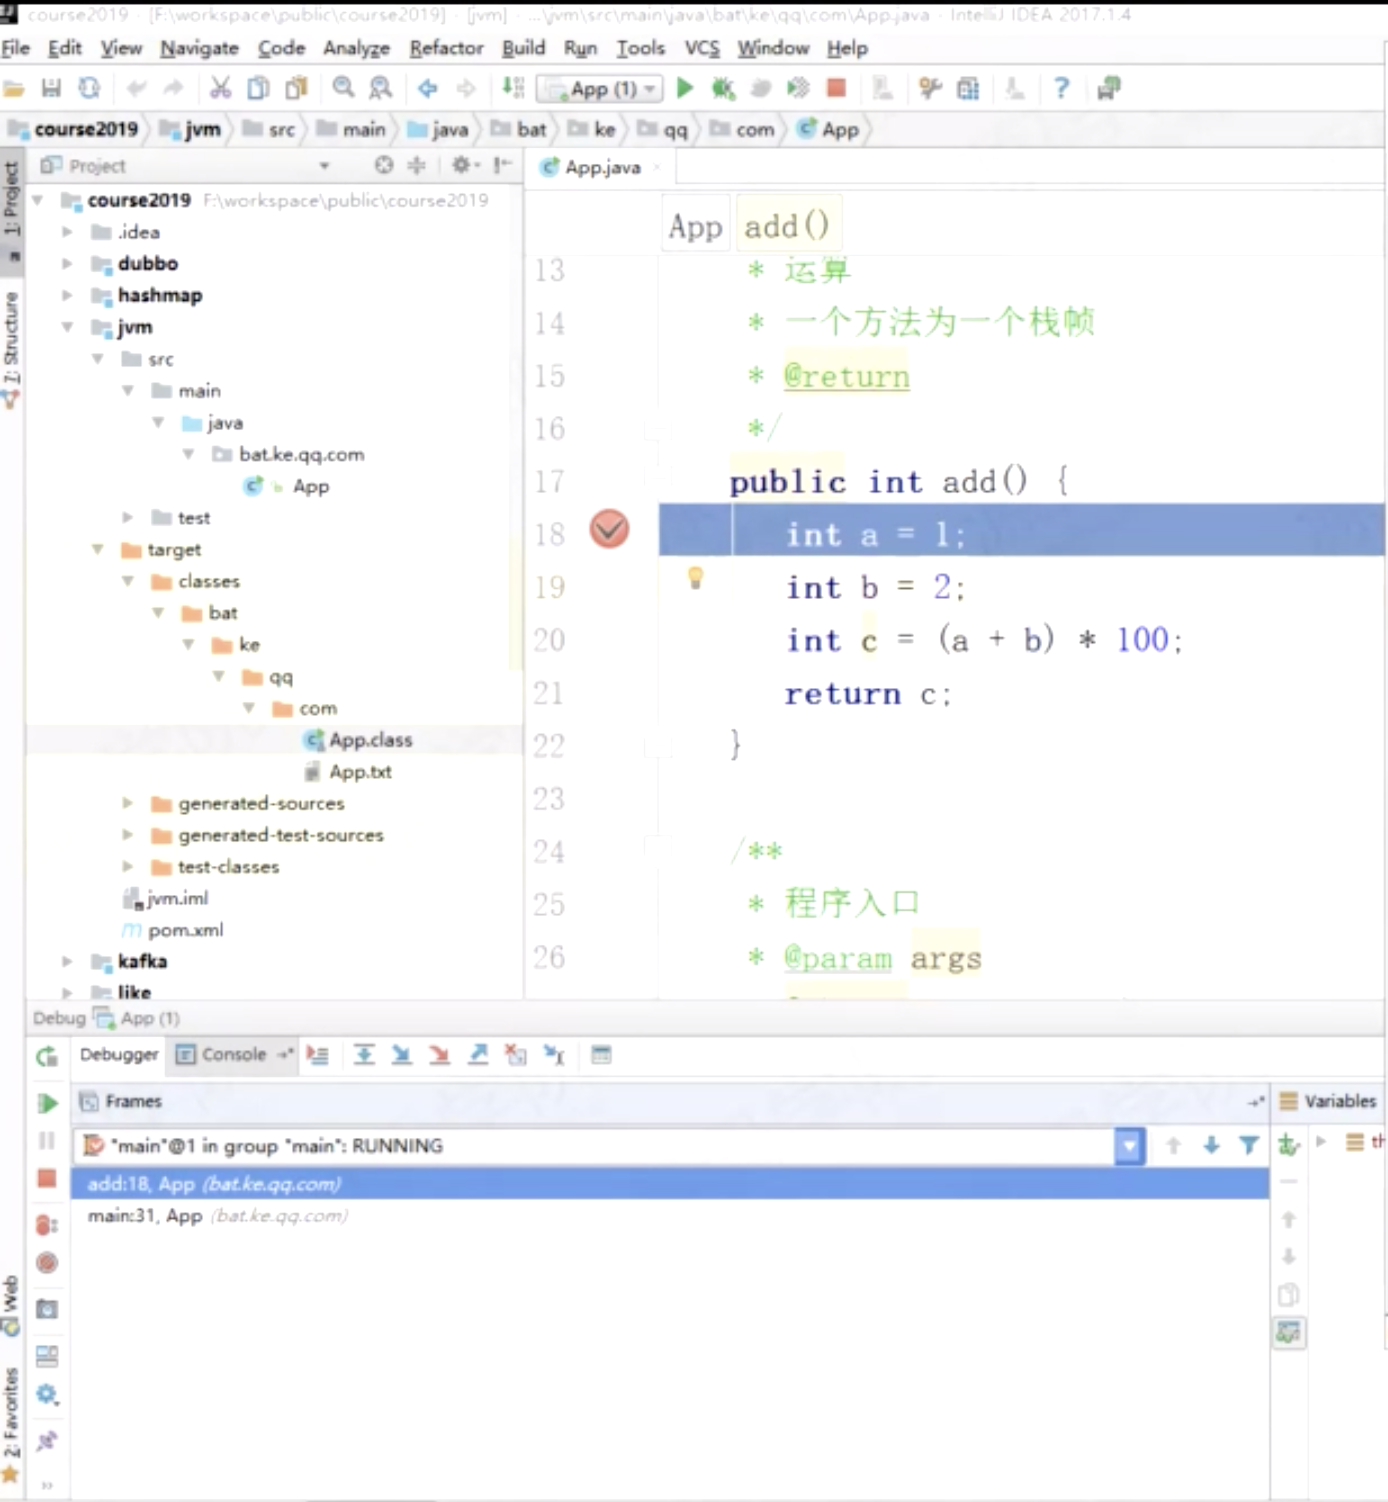 course2019 - [F:\workspace\public\course2019] - [jvm] - ...\jvm\src\main\java\bat\ke\qq\com\App.java - IntelliJ IDEA 2017.1.4
File Edit View Navigate Code Analyze Refactor Build Run Tools VCS Window Help
App (1)
course2019 jvm src main java bat ke qq com App
1: Project
7: Structure
Project
course2019 F:\workspace\public\course2019
.idea
dubbo
hashmap
jvm
src
main
java
bat.ke.qq.com
App
test
target
classes
bat
ke
qq
com
App.class
App.txt
generated-sources
generated-test-sources
test-classes
jvm.iml
pom.xml
kafka
like
App.java
App add()
13 * 运算
14 * 一个方法为一个栈帧
15 * @return
16 */
17 public int add() {
18 int a = 1;
19 int b = 2;
20 int c = (a + b) * 100;
21 return c;
22 }
23
24 /**
25 * 程序入口
26 * @param args
Debug App (1)
Debugger Console
Frames
Variables
"main"@1 in group "main": RUNNING
add:18, App (bat.ke.qq.com)
main:31, App (bat.ke.qq.com)
Web
2: Favorites